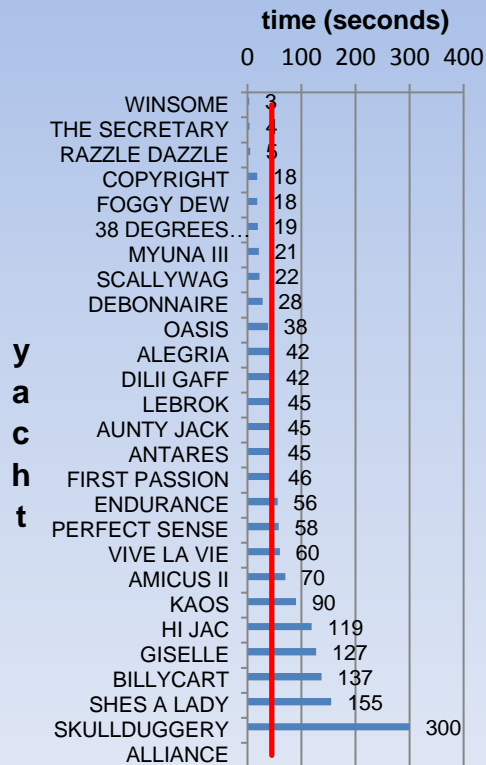 time (seconds)
0 100 200 300 400
WINSOME 3
THE SECRETARY 4
RAZZLE DAZZLE 5
COPYRIGHT 18
FOGGY DEW 18
38 DEGREES… 19
MYUNA III 21
SCALLYWAG 22
DEBONNAIRE 28
OASIS 38
ALEGRIA 42
DILII GAFF 42
LEBROK 45
AUNTY JACK 45
ANTARES 45
FIRST PASSION 46
ENDURANCE 56
PERFECT SENSE 58
VIVE LA VIE 60
AMICUS II 70
KAOS 90
HI JAC 119
GISELLE 127
BILLYCART 137
SHES A LADY 155
SKULLDUGGERY 300
ALLIANCE
yacht